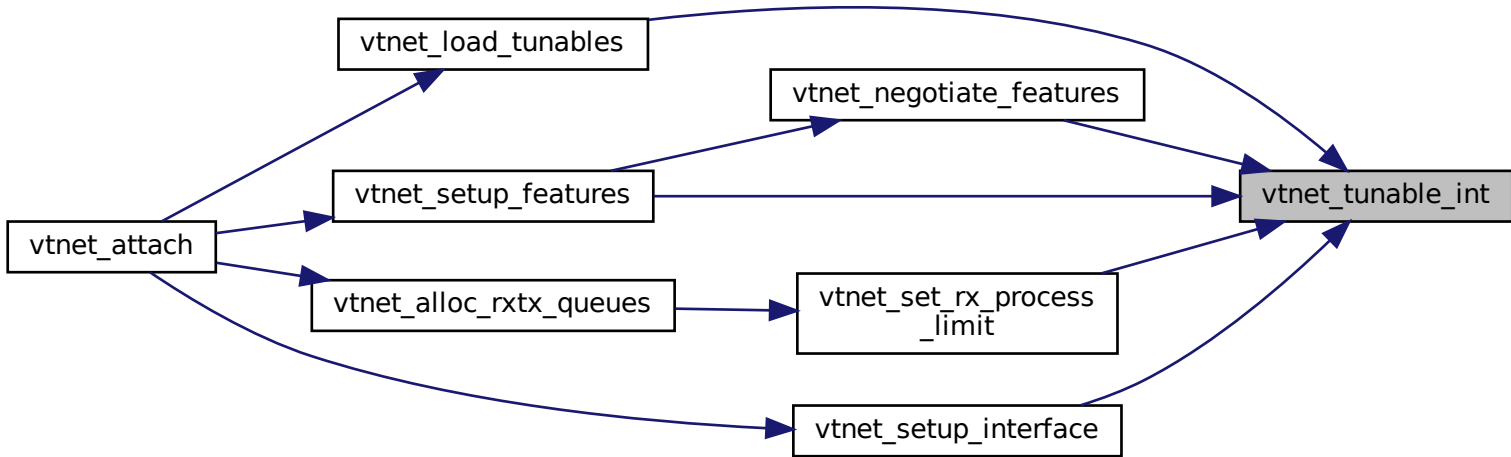 vtnet_load_tunables
vtnet_negotiate_features
vtnet_setup_features
vtnet_tunable_int
vtnet_attach
vtnet_alloc_rxtx_queues
vtnet_set_rx_process
_limit
vtnet_setup_interface